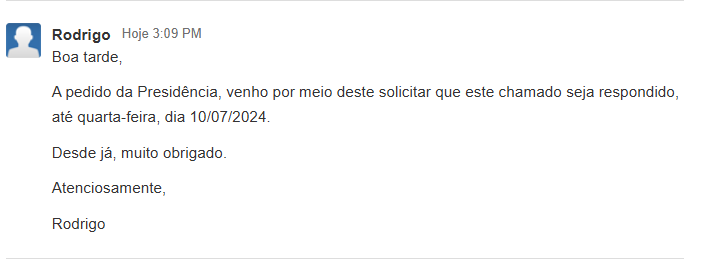 Rodrigo Hoje 3:09 PM
Boa tarde,
A pedido da Presidência, venho por meio deste solicitar que este chamado seja respondido,
até quarta-feira, dia 10/07/2024.
Desde já, muito obrigado.
Atenciosamente,
Rodrigo